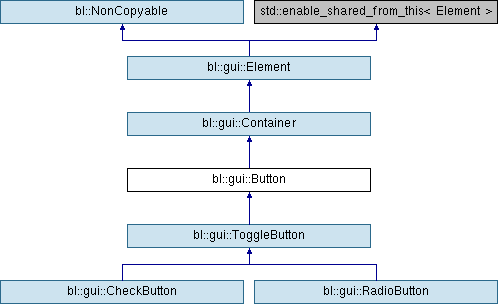 bl::NonCopyable
std::enable_shared_from_this< Element >
bl::gui::Element
bl::gui::Container
bl::gui::Button
bl::gui::ToggleButton
bl::gui::CheckButton
bl::gui::RadioButton